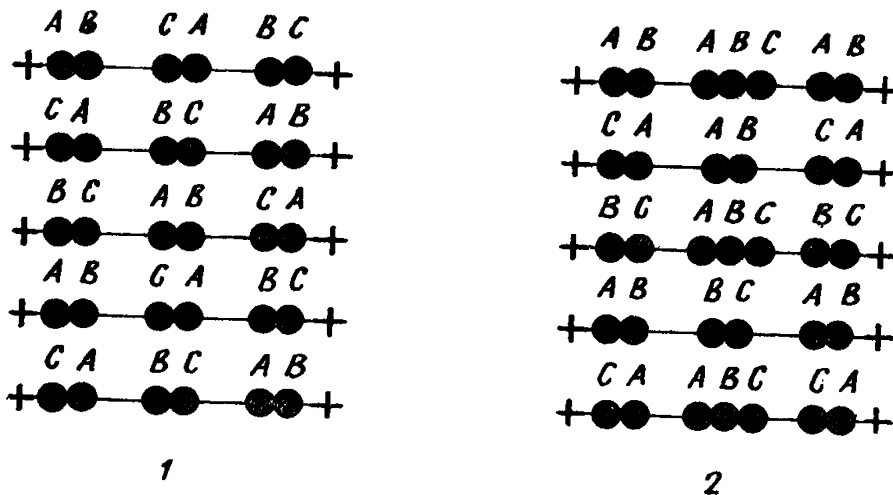 A B C A B C
C A B C A B
B C A B C A
A B C A B C
C A B C A B
1
A B A B C A B
C A A B C A
B C A B C B C
A B B C A B
C A A B C C A
2